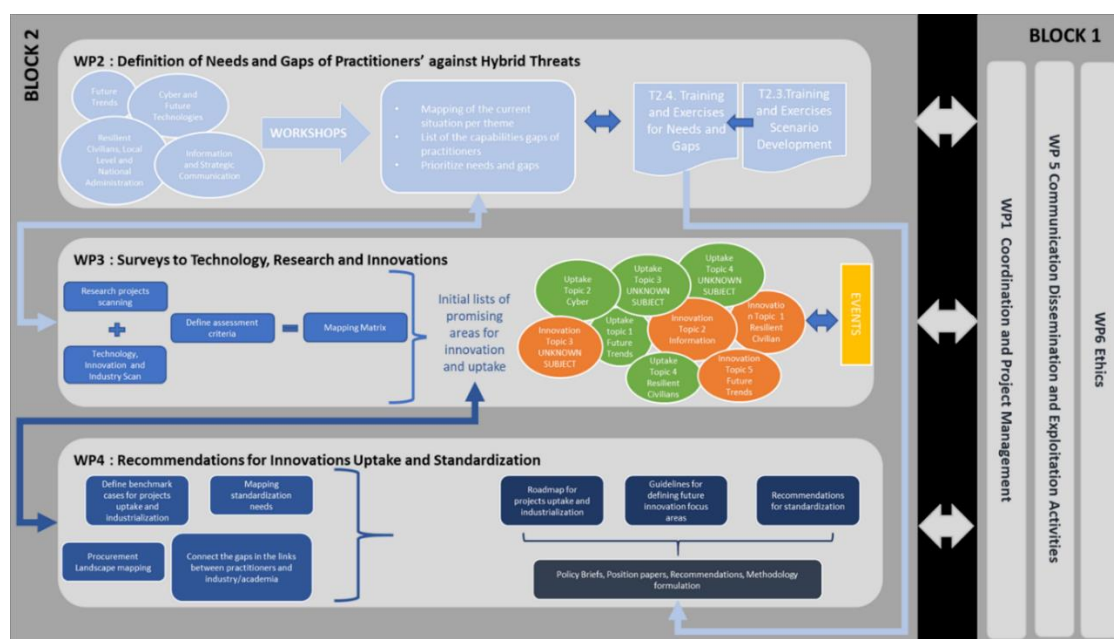 BLOCK 2
WP2 : Definition of Needs and Gaps of Practitioners' against Hybrid Threats
Future
Trends
Cyber and
Future
Technologies
Resilient
Civilians, Local
Level and
National
Administration
Information
and Strategic
Communication
WORKSHOPS
• Mapping of the current
situation per theme
• List of the capabilities gaps of
practitioners
• Prioritize needs and gaps
T2.4. Training
and Exercises
for Needs and
Gaps
T2.3.Training
and Exercises
Scenario
Development
WP3 : Surveys to Technology, Research and Innovations
Research projects
scanning
Technology,
Innovation and
Industry Scan
Define assessment
criteria
Mapping Matrix
Initial lists of
promising
areas for
innovation
and uptake
Uptake
Topic 2
Cyber
Uptake
Topic 3
UNKNOWN
SUBJECT
Uptake
Topic 4
UNKNOWN
SUBJECT
Innovation
Topic 3
UNKNOWN
SUBJECT
Uptake
topic 1
Future
Trends
Innovation
Topic 2
Information
Innovatio
n Topic 1
Resilient
Civilian
Uptake
Topic 4
Resilient
Civilians
Innovation
Topic 5
Future
Trends
EVENTS
WP4 : Recommendations for Innovations Uptake and Standardization
Define benchmark
cases for projects
uptake and
industrialization
Mapping
standardization
needs
Procurement
Landscape mapping
Connect the gaps in the links
between practitioners and
industry/academia
Roadmap for
projects uptake and
industrialization
Guidelines for
defining future
innovation focus
areas
Recommendations
for standardization
Policy Briefs, Position papers, Recommendations, Methodology
formulation
BLOCK 1
WP1 Coordination and Project Management
WP 5 Communication Dissemination and Exploitation Activities
WP6 Ethics